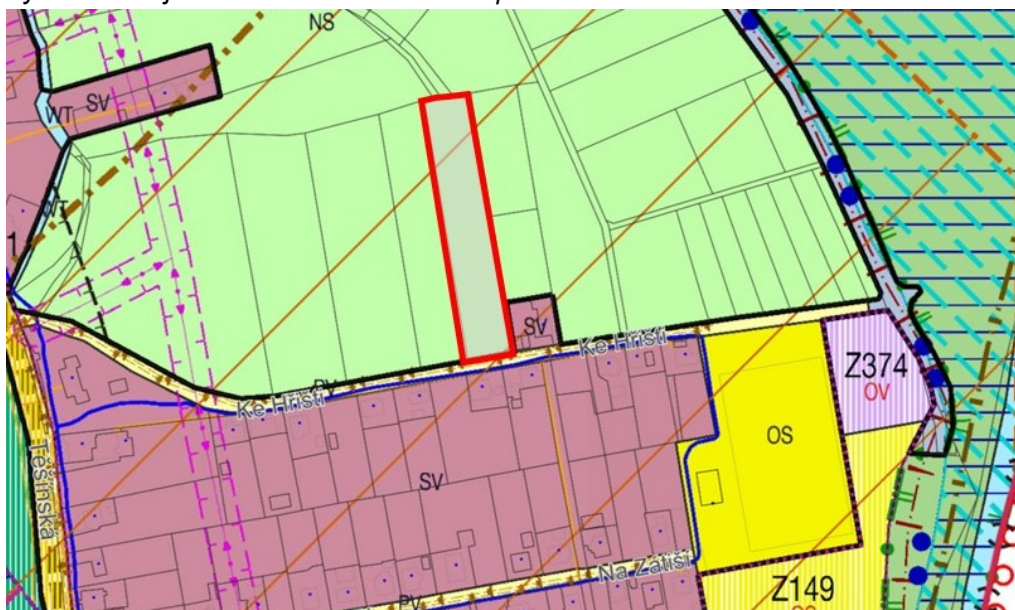 NS
WT
SV
WT
1
SV
Ke Hřišti
PV
Ke Hřišti
Z374
OV
OS
SV
Těšínská
Na Zátiší
PV
Z149